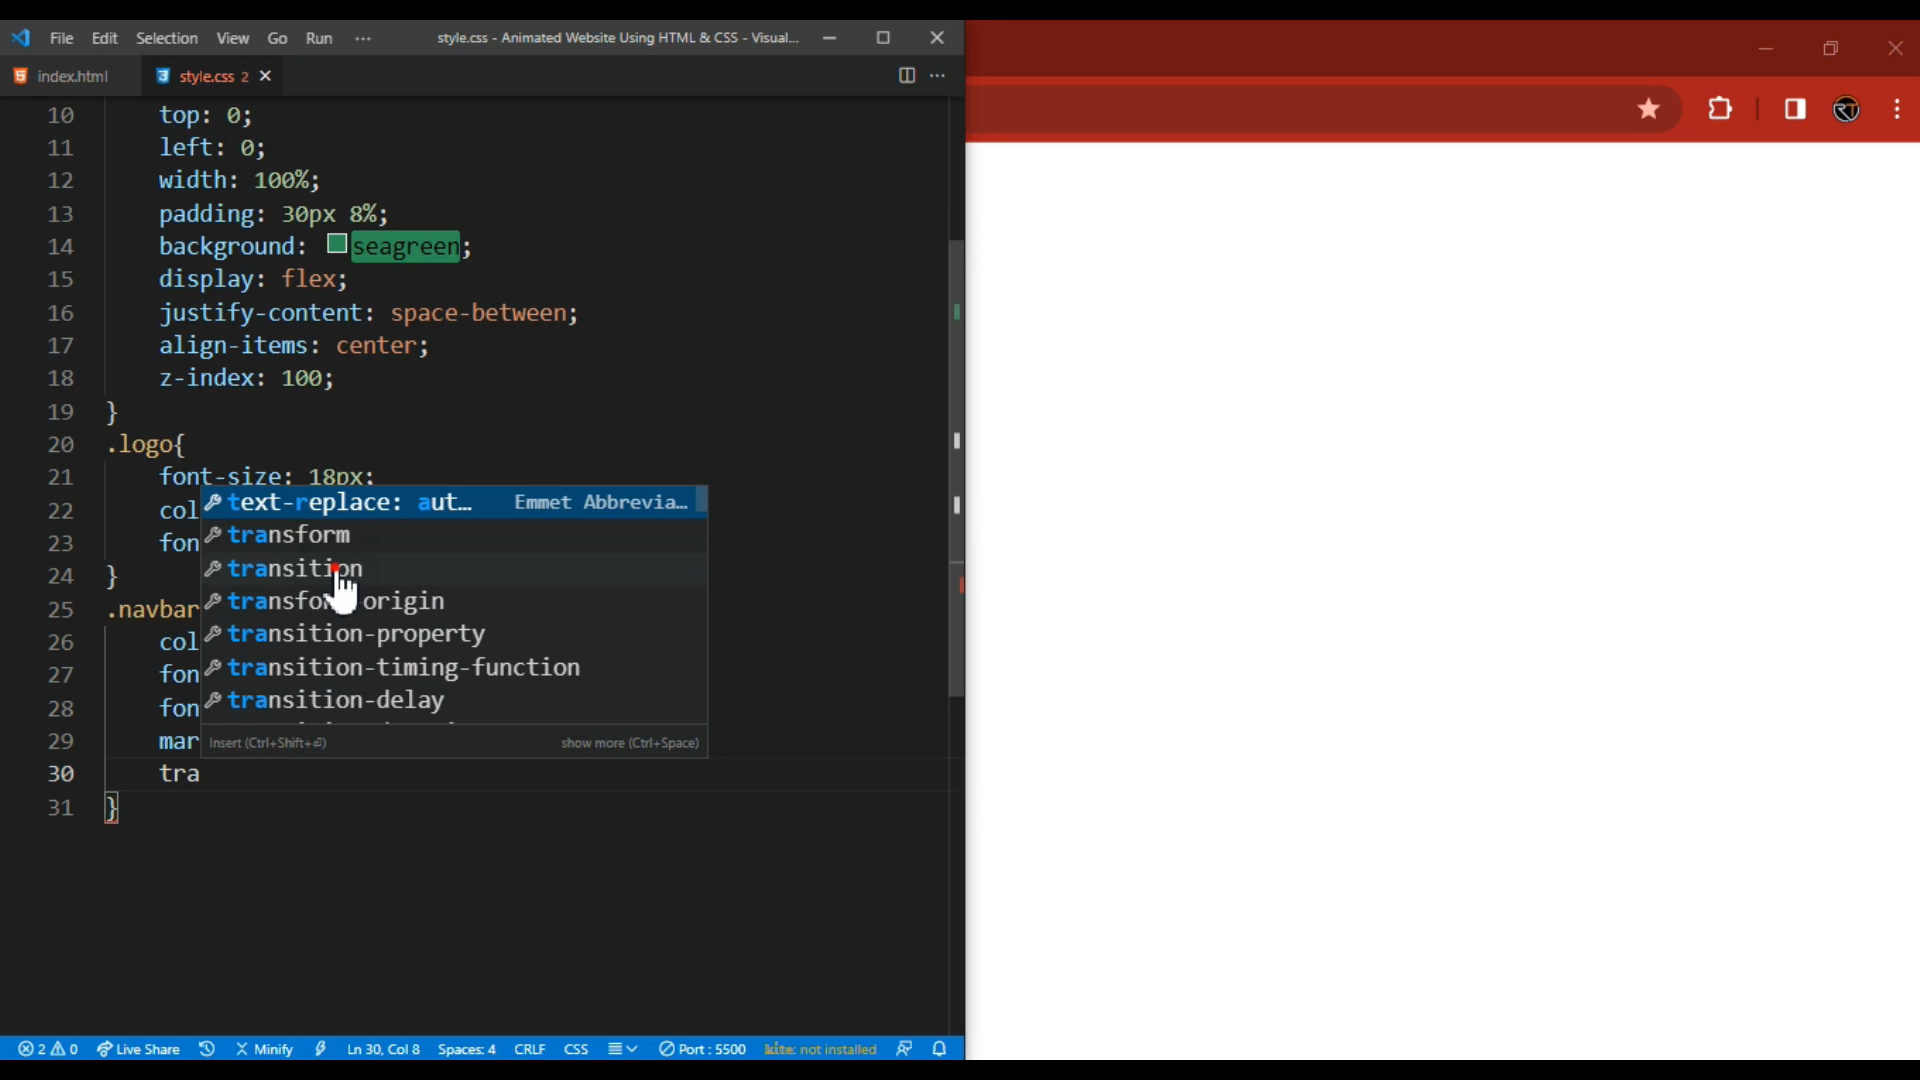 File Edit Selection View Go Run ··· style.css - Animated Website Using HTML & CSS - Visual...
index.html style.css 2
10 top: 0;
11 left: 0;
12 width: 100%;
13 padding: 30px 8%;
14 background: seagreen;
15 display: flex;
16 justify-content: space-between;
17 align-items: center;
18 z-index: 100;
19 }
20 .logo{
21 font-size: 18px;
22 col
23 fon
24 }
25 .navbar
26 col
27 fon
28 fon
29 mar
30 tra
31 }
text-replace: aut… Emmet Abbrevia…
transform
transition
origin
transition-property
transition-timing-function
transition-delay
Insert (Ctrl+Shift+⏎) show more (Ctrl+Space)
2 0 Live Share Minify Ln 30, Col 8 Spaces: 4 CRLF CSS Port : 5500 kite: not installed